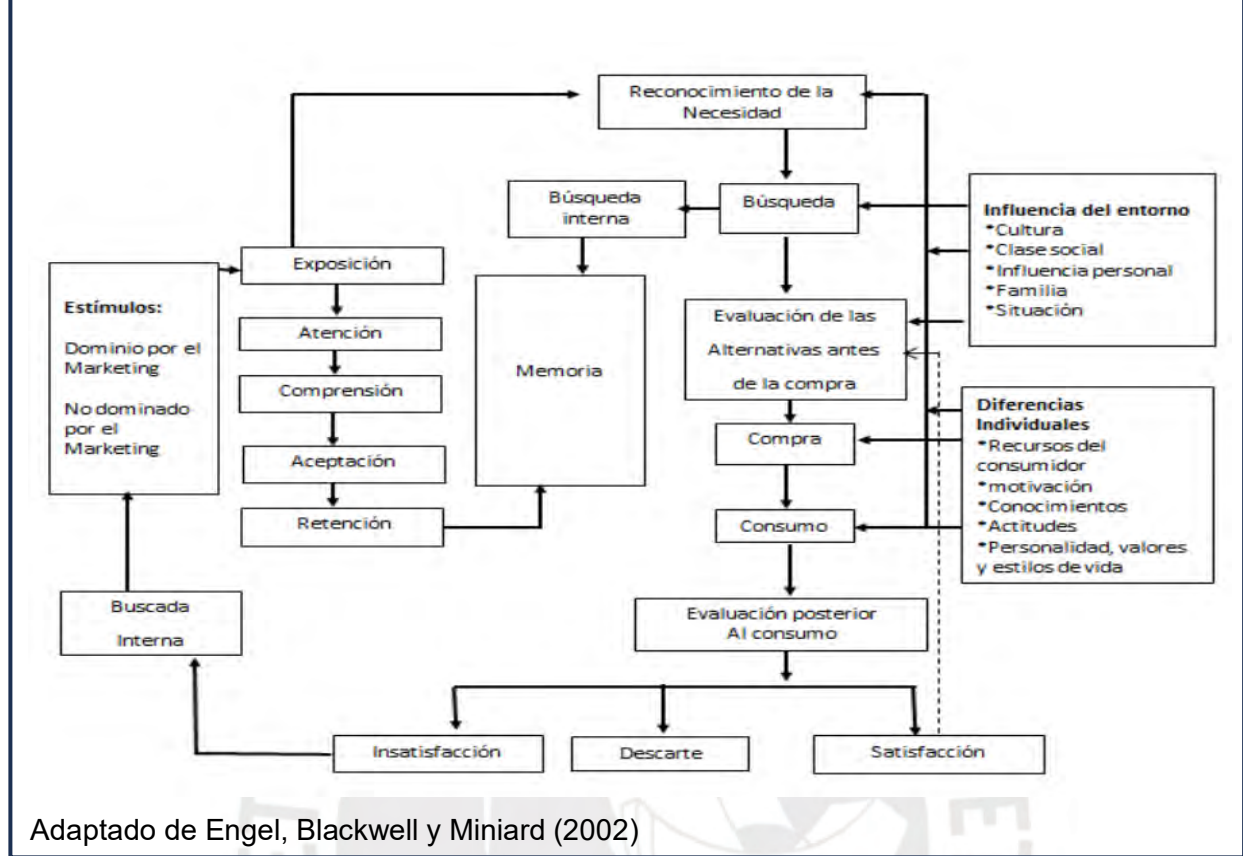 Reconocimiento de la
Necesidad
Búsqueda
interna
Búsqueda
Influencia del entorno
*Cultura
*Clase social
*Influencia personal
*Familia
*Situación
Exposición
Estímulos:
Dominio por el
Marketing
No dominado
por el
Marketing
Atención
Comprensión
Aceptación
Retención
Memoria
Evaluación de las
Alternativas antes
de la compra
Compra
Consumo
Diferencias
Individuales
*Recursos del
consumidor
*motivación
*Conocimientos
*Actitudes
*Personalidad, valores
y estilos de vida
Buscada
Interna
Evaluación posterior
Al consumo
Insatisfacción
Descarte
Satisfacción
Adaptado de Engel, Blackwell y Miniard (2002)